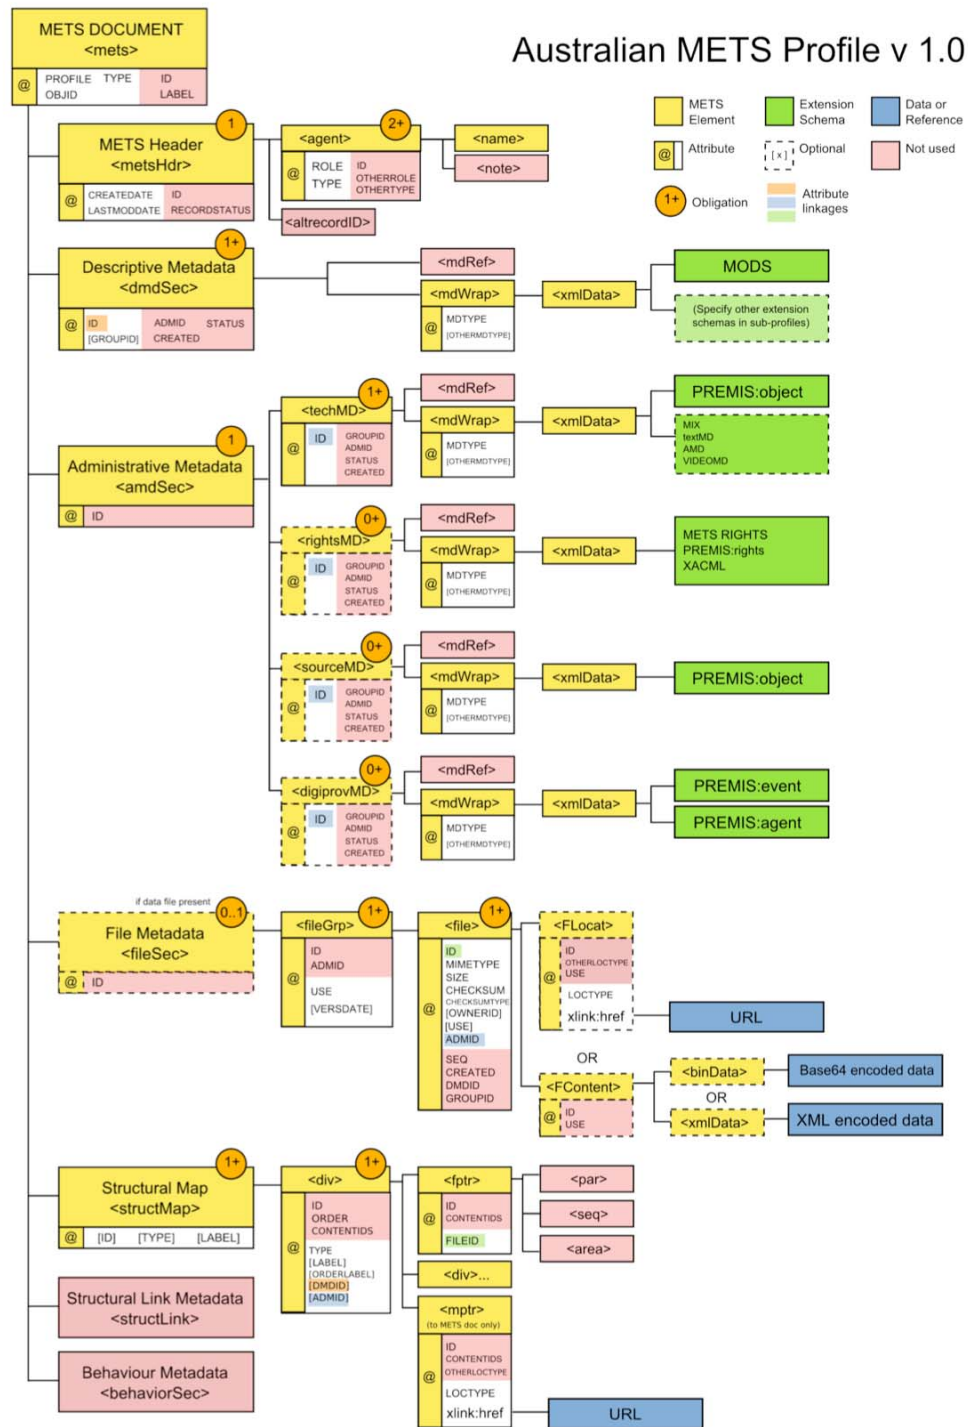 Australian METS Profile v 1.0
METS Element
Extension Schema
Data or Reference
@ Attribute
[ x ] Optional
Not used
1+ Obligation
Attribute linkages
METS DOCUMENT
<mets>
@ PROFILE TYPE ID
OBJID LABEL
1
METS Header
<metsHdr>
@ CREATEDATE ID
LASTMODDATE RECORDSTATUS
2+
<agent>
@ ROLE ID
TYPE OTHERROLE
OTHERTYPE
<name>
<note>
<altrecordID>
1+
Descriptive Metadata
<dmdSec>
@ ID ADMID STATUS
[GROUPID] CREATED
<mdRef>
<mdWrap>
@ MDTYPE
[OTHERMDTYPE]
<xmlData>
MODS
(Specify other extension
schemas in sub-profiles)
1
Administrative Metadata
<amdSec>
@ ID
1+
<techMD>
@ ID GROUPID
ADMID
STATUS
CREATED
<mdRef>
<mdWrap>
@ MDTYPE
[OTHERMDTYPE]
<xmlData>
PREMIS:object
MIX
textMD
AMD
VIDEOMD
0+
<rightsMD>
@ ID GROUPID
ADMID
STATUS
CREATED
<mdRef>
<mdWrap>
@ MDTYPE
[OTHERMDTYPE]
<xmlData>
METS RIGHTS
PREMIS:rights
XACML
0+
<sourceMD>
@ ID GROUPID
ADMID
STATUS
CREATED
<mdRef>
<mdWrap>
@ MDTYPE
[OTHERMDTYPE]
<xmlData>
PREMIS:object
0+
<digiprovMD>
@ ID GROUPID
ADMID
STATUS
CREATED
<mdRef>
<mdWrap>
@ MDTYPE
[OTHERMDTYPE]
<xmlData>
PREMIS:event
PREMIS:agent
if data file present
0..1
File Metadata
<fileSec>
@ ID
1+
<fileGrp>
@ ID
ADMID
USE
[VERSDATE]
1+
<file>
@ ID
MIMETYPE
SIZE
CHECKSUM
CHECKSUMTYPE
[OWNERID]
[USE]
ADMID
SEQ
CREATED
DMDID
GROUPID
<FLocat>
@ ID
OTHERLOCTYPE
USE
LOCTYPE
xlink:href
URL
OR
<FContent>
@ ID
USE
<binData>
Base64 encoded data
OR
<xmlData>
XML encoded data
1+
Structural Map
<structMap>
@ [ID] [TYPE] [LABEL]
1+
<div>
@ ID
ORDER
CONTENTIDS
TYPE
[LABEL]
[ORDERLABEL]
[DMDID]
[ADMID]
<fptr>
@ ID
CONTENTIDS
FILEID
<par>
<seq>
<area>
<div>...
<mptr>
(to METS doc only)
@ ID
CONTENTIDS
OTHERLOCTYPE
LOCTYPE
xlink:href
URL
Structural Link Metadata
<structLink>
Behaviour Metadata
<behaviorSec>